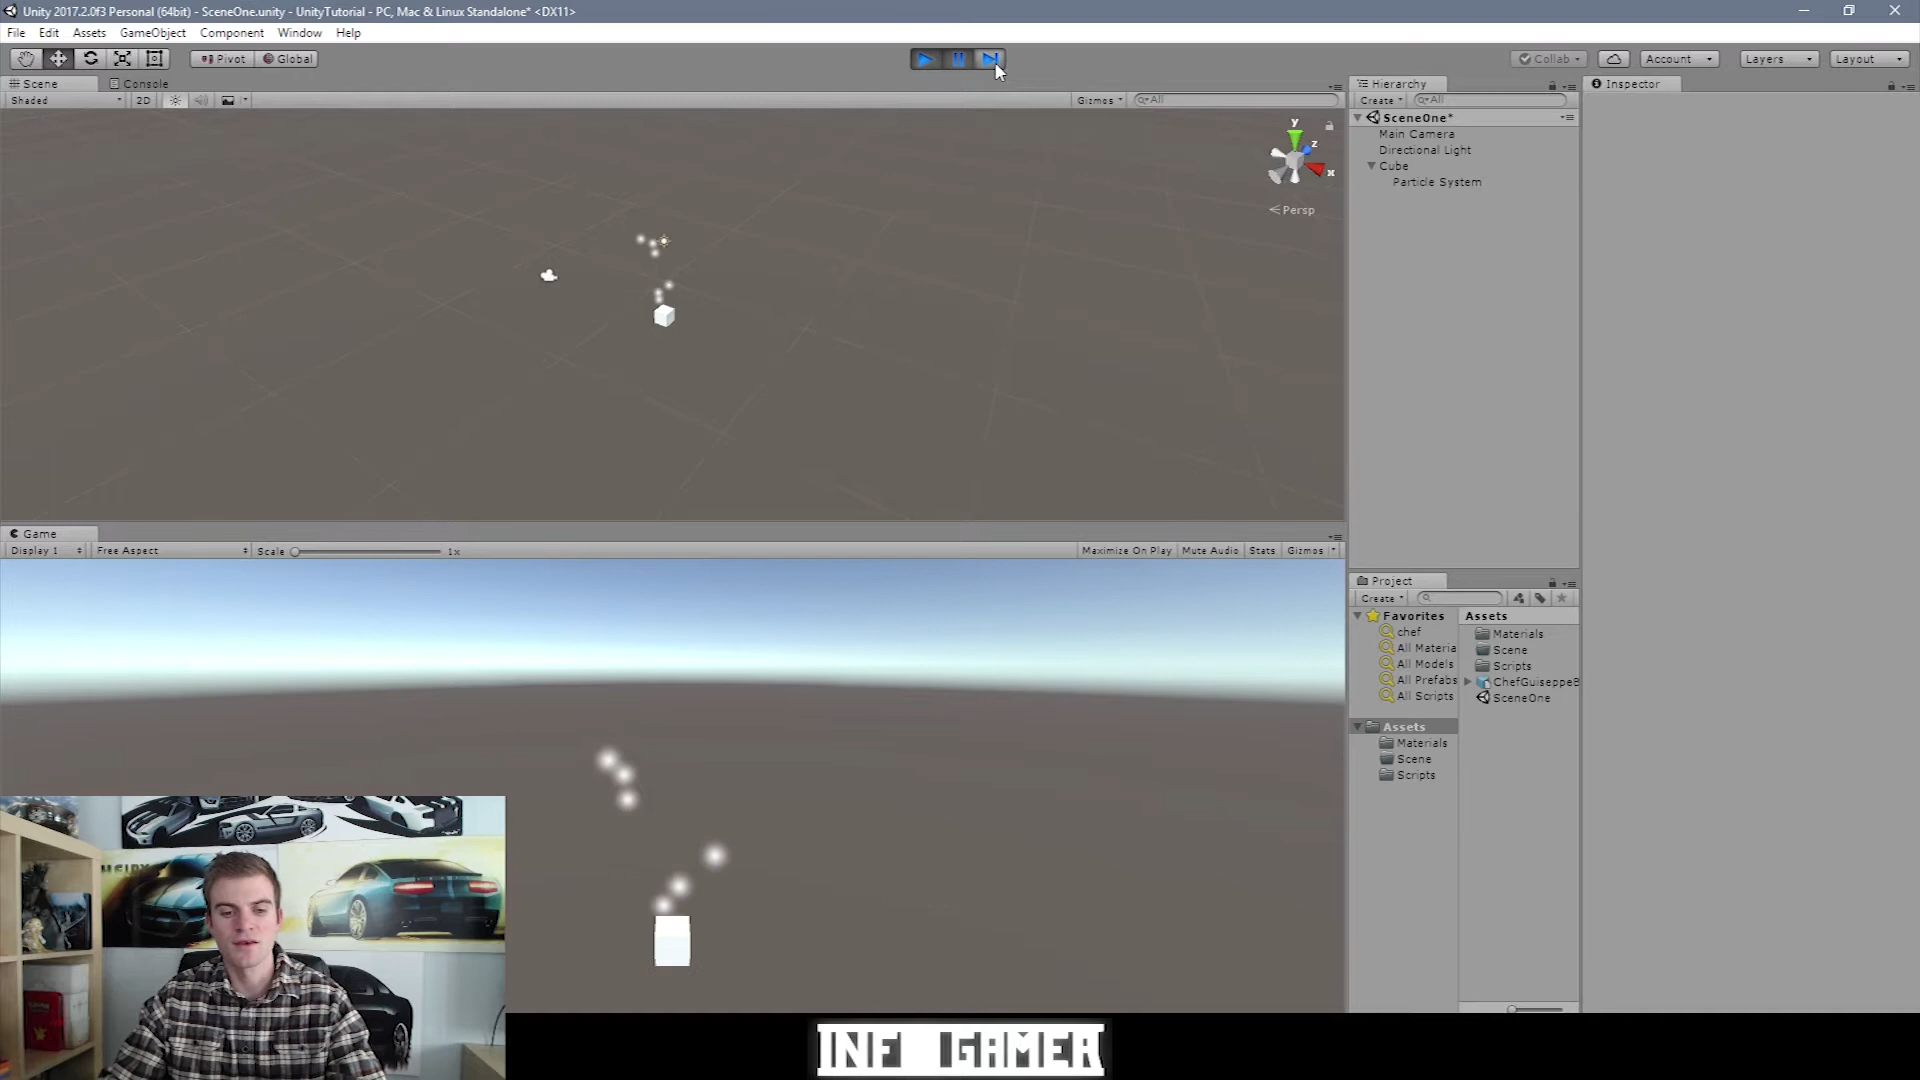 Unity 2017.2.0f3 Personal (64bit) - SceneOne.unity - UnityTutorial - PC, Mac & Linux Standalone* <DX11>
File Edit Assets GameObject Component Window Help
Pivot Global Collab Account Layers Layout
Scene Console
Shaded 2D Gizmos All
y
z
x
Persp
Hierarchy
Create All
SceneOne*
Main Camera
Directional Light
Cube
Particle System
Inspector
Game
Display 1 Free Aspect Scale 1x Maximize On Play Mute Audio Stats Gizmos
Project
Create
Favorites
chef
All Materia
All Models
All Prefabs
All Scripts
Assets
Materials
Scene
Scripts
Assets
Materials
Scene
Scripts
ChefGuiseppeB
SceneOne
INF GAMER